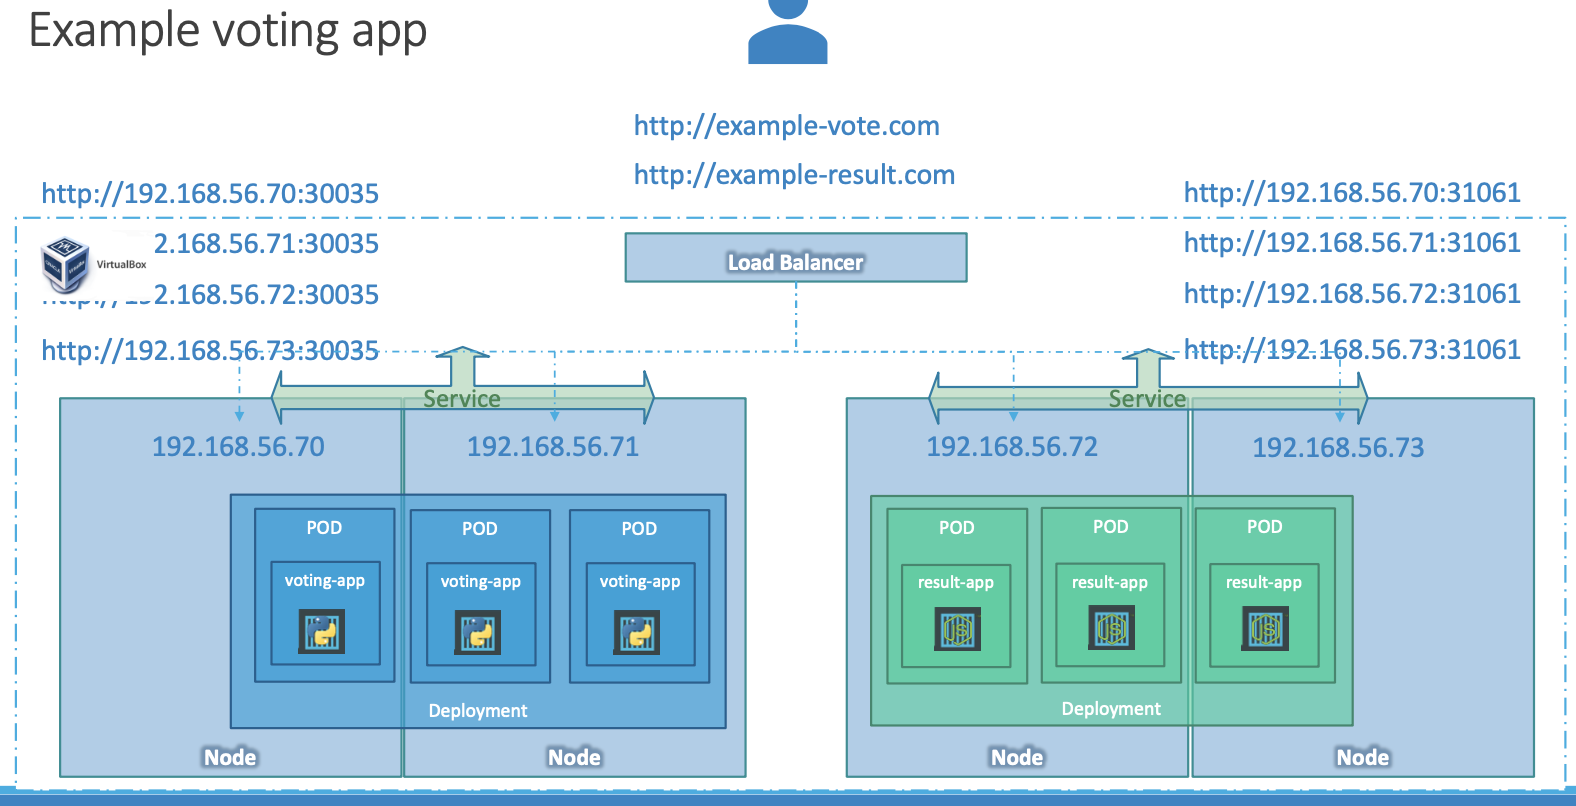 Example voting app
http://example-vote.com
http://example-result.com
http://192.168.56.70:30035
2.168.56.71:30035
2.168.56.72:30035
http://192.168.56.73:30035
VirtualBox
http://192.168.56.70:31061
http://192.168.56.71:31061
http://192.168.56.72:31061
http://192.168.56.73:31061
Load Balancer
Service
Service
192.168.56.70
192.168.56.71
192.168.56.72
192.168.56.73
POD
POD
POD
voting-app
voting-app
voting-app
Deployment
POD
POD
POD
result-app
result-app
result-app
JS
JS
JS
Deployment
Node
Node
Node
Node